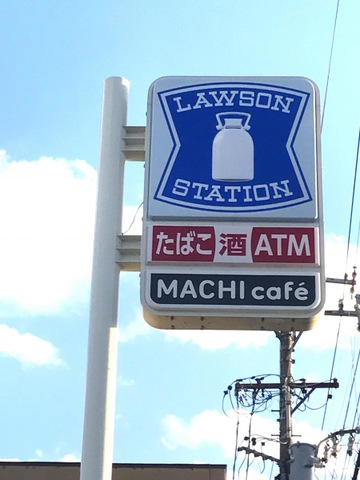 LAWSON
STATION
たばこ 酒 ATM
MACHI café